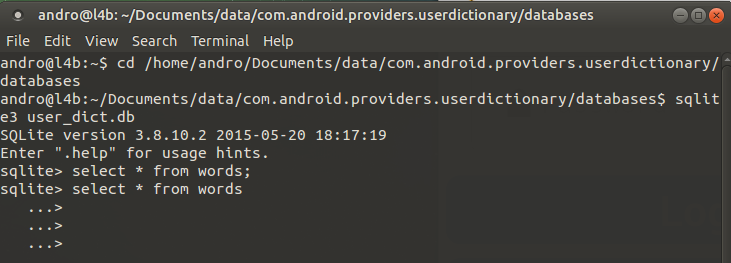 andro@l4b: ~/Documents/data/com.android.providers.userdictionary/databases
File Edit View Search Terminal Help
andro@l4b:~$ cd /home/andro/Documents/data/com.android.providers.userdictionary/
databases
andro@l4b:~/Documents/data/com.android.providers.userdictionary/databases$ sqlit
e3 user_dict.db
SQLite version 3.8.10.2 2015-05-20 18:17:19
Enter ".help" for usage hints.
sqlite> select * from words;
sqlite> select * from words
   ...>
   ...>
   ...>